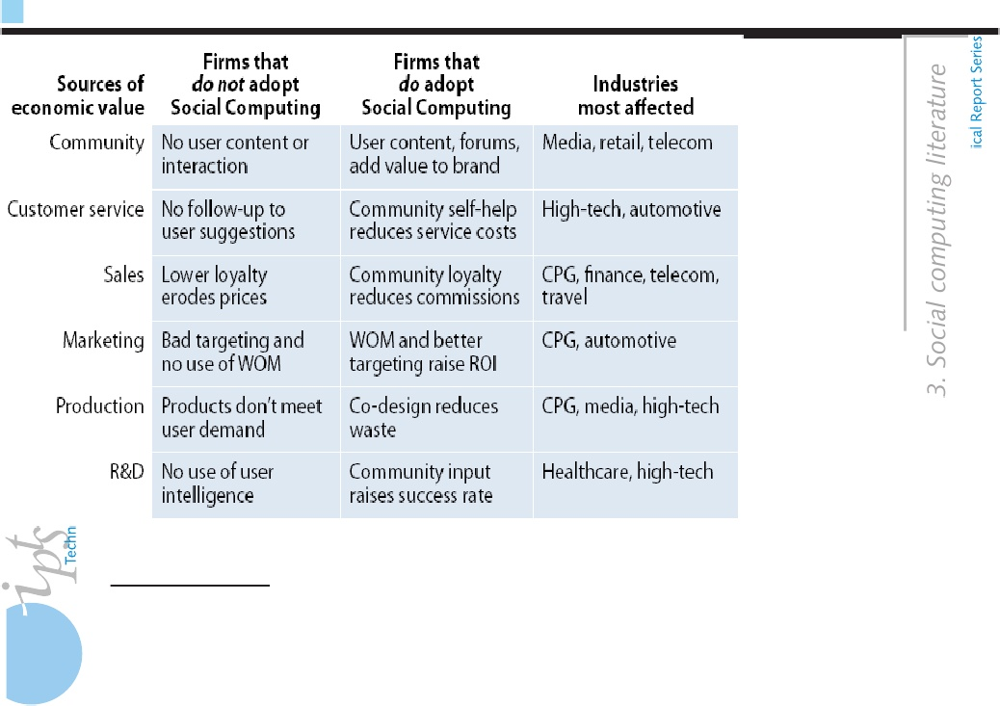 Sources of economic value
Firms that do not adopt Social Computing
Firms that do adopt Social Computing
Industries most affected
Community
No user content or interaction
User content, forums, add value to brand
Media, retail, telecom
Customer service
No follow-up to user suggestions
Community self-help reduces service costs
High-tech, automotive
Sales
Lower loyalty erodes prices
Community loyalty reduces commissions
CPG, finance, telecom, travel
Marketing
Bad targeting and no use of WOM
WOM and better targeting raise ROI
CPG, automotive
Production
Products don't meet user demand
Co-design reduces waste
CPG, media, high-tech
R&D
No use of user intelligence
Community input raises success rate
Healthcare, high-tech
3. Social computing literature
ical Report Series
ipts
Techn